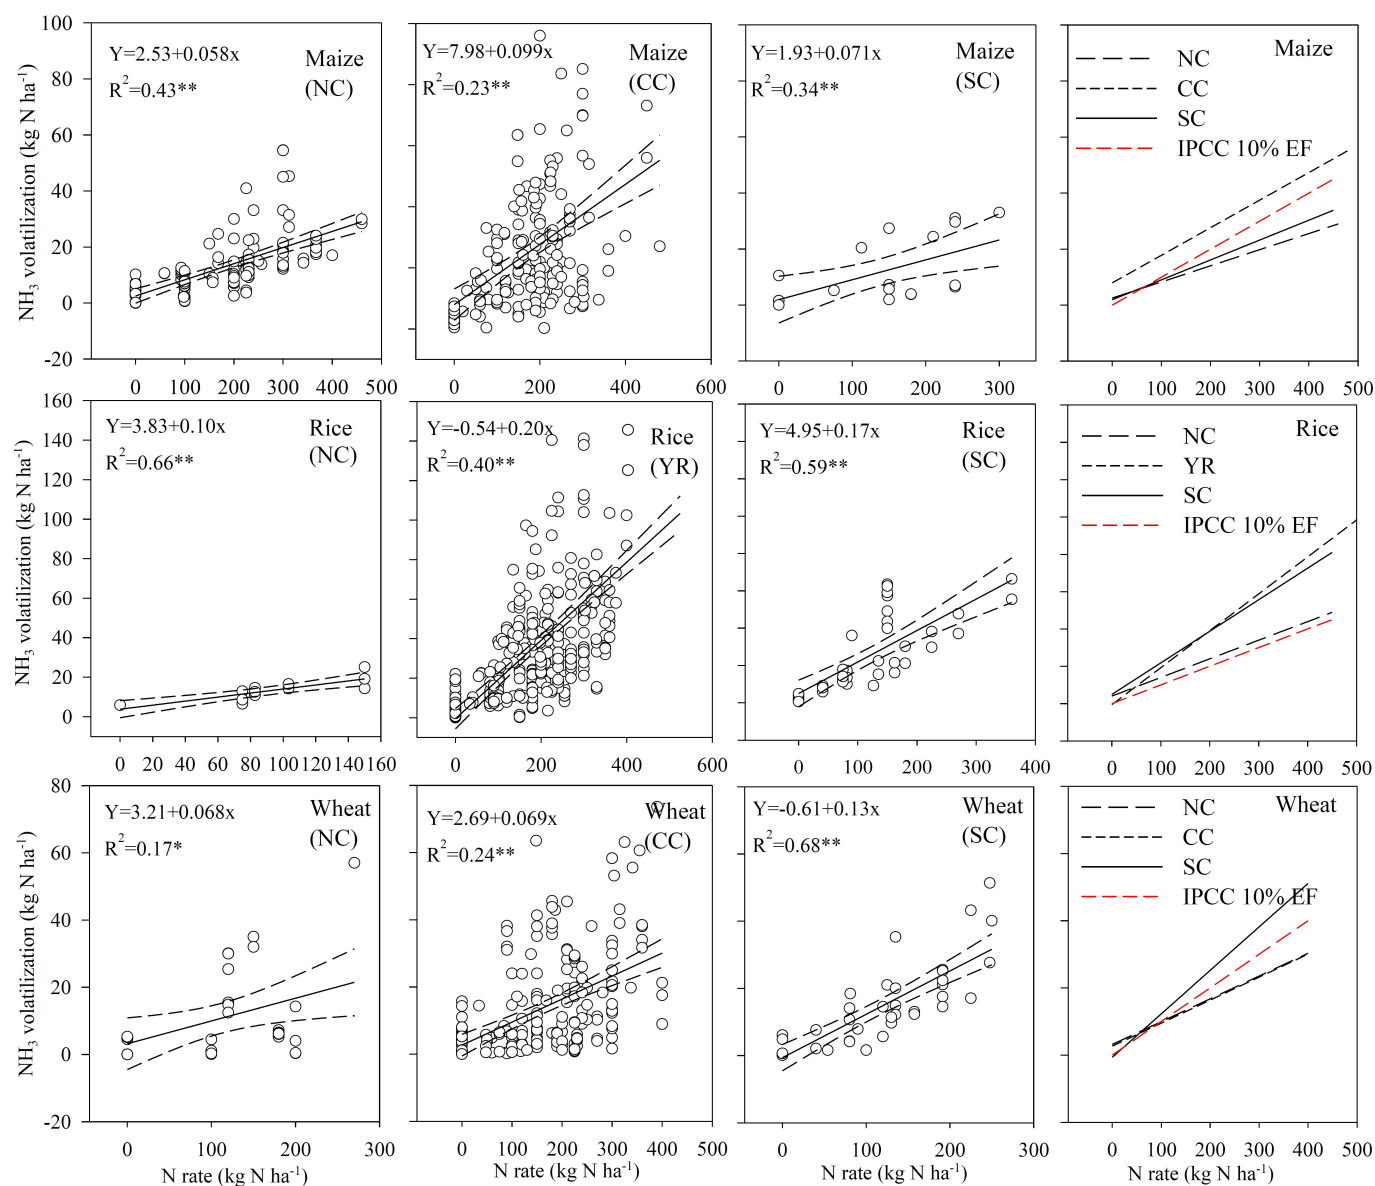 NH₃ volatilization (kg N ha⁻¹)
100
80
60
40
20
0
-20
Y=2.53+0.058x
R²=0.43**
Maize
(NC)
0 100 200 300 400 500
Y=7.98+0.099x
R²=0.23**
Maize
(CC)
0 200 400 600
Y=1.93+0.071x
R²=0.34**
Maize
(SC)
0 100 200 300
Maize
NC
CC
SC
IPCC 10% EF
0 100 200 300 400 500
NH₃ volatilization (kg N ha⁻¹)
160
140
120
100
80
60
40
20
0
Y=3.83+0.10x
R²=0.66**
Rice
(NC)
0 20 40 60 80 100 120 140 160
Y=-0.54+0.20x
R²=0.40**
Rice
(YR)
0 200 400 600
Y=4.95+0.17x
R²=0.59**
Rice
(SC)
0 100 200 300 400
Rice
NC
YR
SC
IPCC 10% EF
0 100 200 300 400 500
NH₃ volatilization (kg N ha⁻¹)
80
60
40
20
0
-20
Y=3.21+0.068x
R²=0.17*
Wheat
(NC)
0 100 200 300
N rate (kg N ha⁻¹)
Y=2.69+0.069x
R²=0.24**
Wheat
(CC)
0 100 200 300 400 500
N rate (kg N ha⁻¹)
Y=-0.61+0.13x
R²=0.68**
Wheat
(SC)
0 100 200 300
N rate (kg N ha⁻¹)
Wheat
NC
CC
SC
IPCC 10% EF
0 100 200 300 400 500
N rate (kg N ha⁻¹)